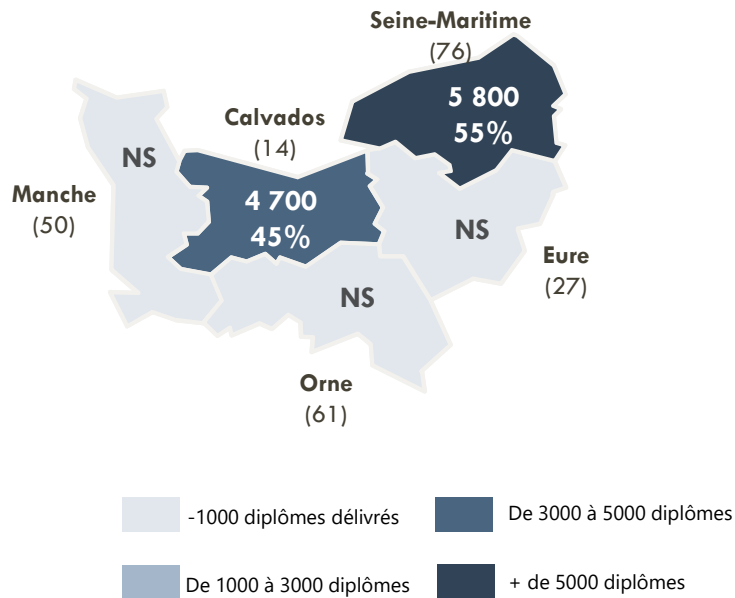 Seine-Maritime
(76)
5 800
55%
Calvados
(14)
4 700
45%
NS
Manche
(50)
NS
Eure
(27)
NS
Orne
(61)
-1000 diplômes délivrés
De 3000 à 5000 diplômes
De 1000 à 3000 diplômes
+ de 5000 diplômes